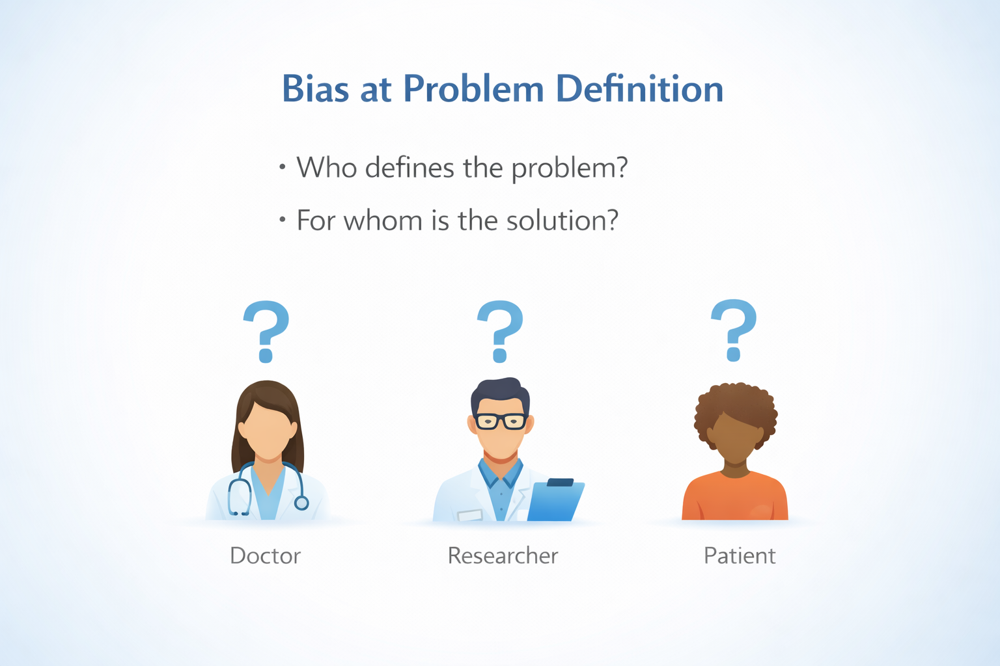 Bias at Problem Definition
• Who defines the problem?
• For whom is the solution?
? ? ?
Doctor Researcher Patient